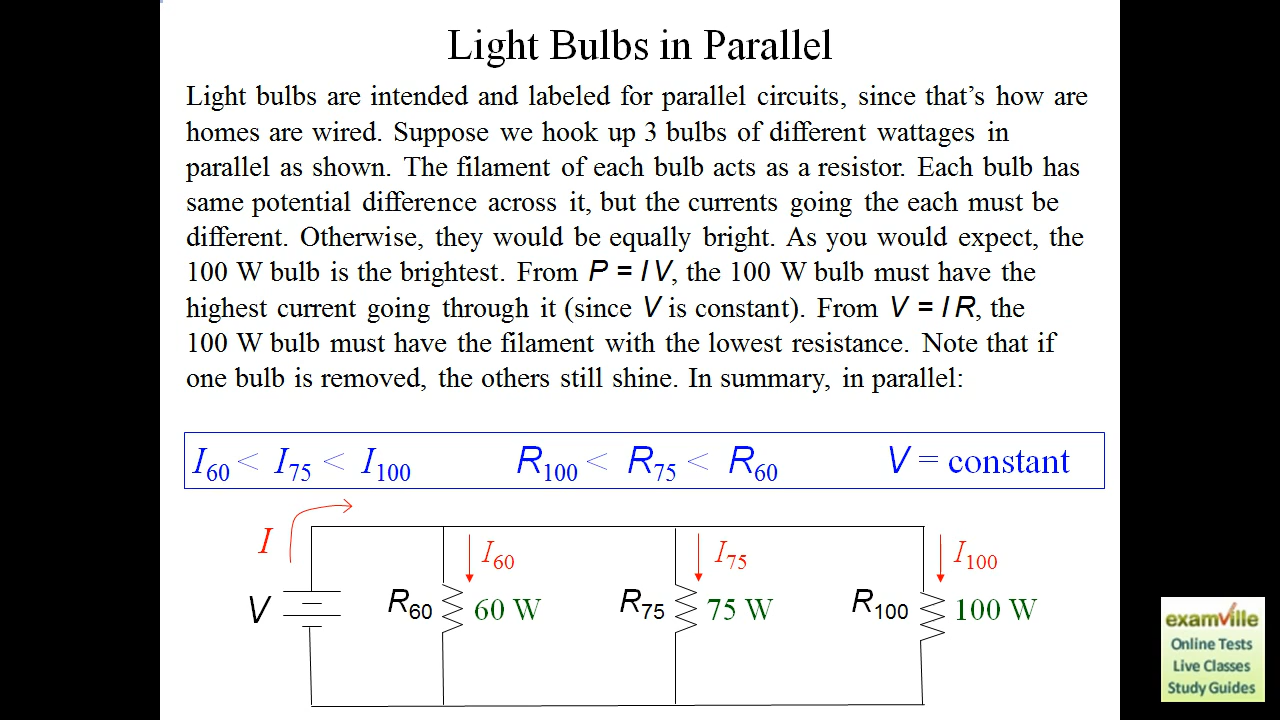 Light Bulbs in Parallel
Light bulbs are intended and labeled for parallel circuits, since that’s how are
homes are wired. Suppose we hook up 3 bulbs of different wattages in
parallel as shown. The filament of each bulb acts as a resistor. Each bulb has
same potential difference across it, but the currents going the each must be
different. Otherwise, they would be equally bright. As you would expect, the
100 W bulb is the brightest. From P = I V, the 100 W bulb must have the
highest current going through it (since V is constant). From V = I R, the
100 W bulb must have the filament with the lowest resistance. Note that if
one bulb is removed, the others still shine. In summary, in parallel:
I60 < I75 < I100 R100 < R75 < R60 V = constant
I I60 I75 I100
V R60 60 W R75 75 W R100 100 W
examville
Online Tests
Live Classes
Study Guides